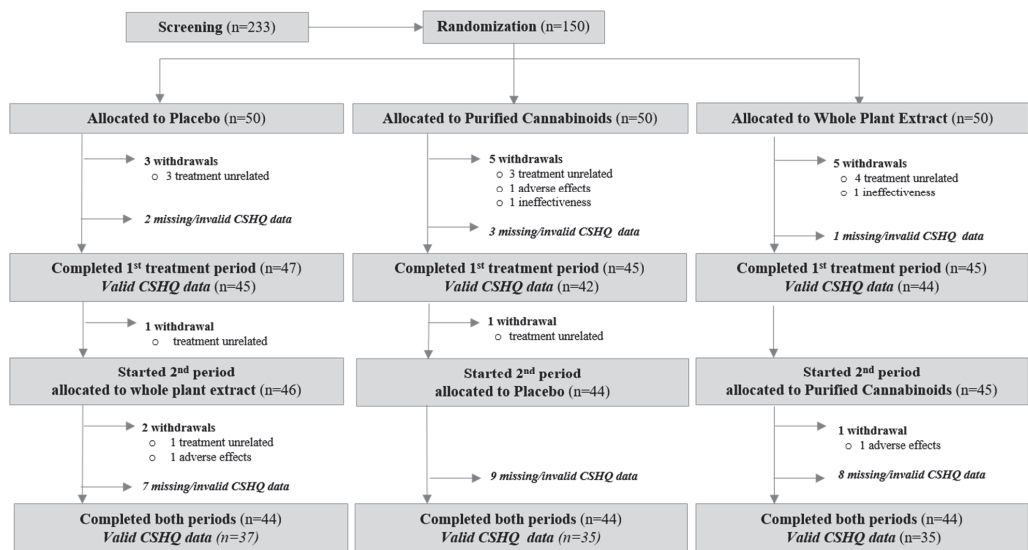 Screening (n=233)
Randomization (n=150)
Allocated to Placebo (n=50)
Allocated to Purified Cannabinoids (n=50)
Allocated to Whole Plant Extract (n=50)
3 withdrawals
o 3 treatment unrelated
2 missing/invalid CSHQ data
5 withdrawals
o 3 treatment unrelated
o 1 adverse effects
o 1 ineffectiveness
3 missing/invalid CSHQ data
5 withdrawals
o 4 treatment unrelated
o 1 ineffectiveness
1 missing/invalid CSHQ data
Completed 1st treatment period (n=47)
Valid CSHQ data (n=45)
Completed 1st treatment period (n=45)
Valid CSHQ data (n=42)
Completed 1st treatment period (n=45)
Valid CSHQ data (n=44)
1 withdrawal
o treatment unrelated
1 withdrawal
o treatment unrelated
Started 2nd period
allocated to whole plant extract (n=46)
Started 2nd period
allocated to Placebo (n=44)
Started 2nd period
allocated to Purified Cannabinoids (n=45)
2 withdrawals
o 1 treatment unrelated
o 1 adverse effects
7 missing/invalid CSHQ data
9 missing/invalid CSHQ data
1 withdrawal
o 1 adverse effects
8 missing/invalid CSHQ data
Completed both periods (n=44)
Valid CSHQ data (n=37)
Completed both periods (n=44)
Valid CSHQ data (n=35)
Completed both periods (n=44)
Valid CSHQ data (n=35)